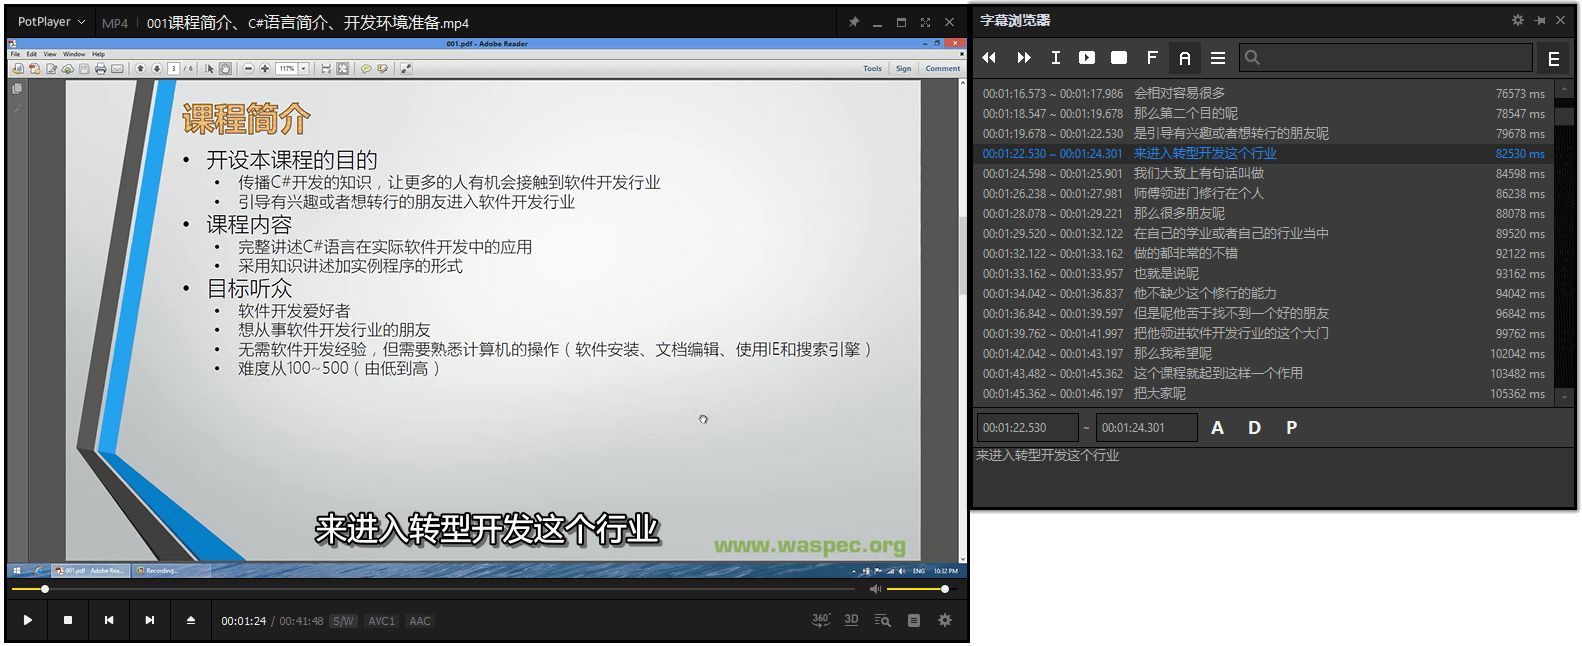 PotPlayer
MP4
001课程简介、C#语言简介、开发环境准备.mp4
001.pdf - Adobe Reader
File Edit View Window Help
3 / 6
117%
Tools Sign Comment
课程简介
• 开设本课程的目的
• 传播C#开发的知识，让更多的人有机会接触到软件开发行业
• 引导有兴趣或者想转行的朋友进入软件开发行业
• 课程内容
• 完整讲述C#语言在实际软件开发中的应用
• 采用知识讲述加实例程序的形式
• 目标听众
• 软件开发爱好者
• 想从事软件开发行业的朋友
• 无需软件开发经验，但需要熟悉计算机的操作（软件安装、文档编辑、使用IE和搜索引擎）
• 难度从100~500（由低到高）
来进入转型开发这个行业
www.waspec.org
001.pdf - Adobe Rea...
Recording...
ENG 10:32 PM
00:01:24 / 00:41:48 S/W AVC1 AAC
360° 3D
字幕浏览器
I F A E
00:01:16.573 ~ 00:01:17.986 会相对容易很多 76573 ms
00:01:18.547 ~ 00:01:19.678 那么第二个目的呢 78547 ms
00:01:19.678 ~ 00:01:22.530 是引导有兴趣或者想转行的朋友呢 79678 ms
00:01:22.530 ~ 00:01:24.301 来进入转型开发这个行业 82530 ms
00:01:24.598 ~ 00:01:25.901 我们大致上有句话叫做 84598 ms
00:01:26.238 ~ 00:01:27.981 师傅领进门修行在个人 86238 ms
00:01:28.078 ~ 00:01:29.221 那么很多朋友呢 88078 ms
00:01:29.520 ~ 00:01:32.122 在自己的学业或者自己的行业当中 89520 ms
00:01:32.122 ~ 00:01:33.162 做的都非常的不错 92122 ms
00:01:33.162 ~ 00:01:33.957 也就是说呢 93162 ms
00:01:34.042 ~ 00:01:36.837 他不缺少这个修行的能力 94042 ms
00:01:36.842 ~ 00:01:39.597 但是呢他苦于找不到一个好的朋友 96842 ms
00:01:39.762 ~ 00:01:41.997 把他领进软件开发行业的这个大门 99762 ms
00:01:42.042 ~ 00:01:43.197 那么我希望呢 102042 ms
00:01:43.482 ~ 00:01:45.362 这个课程就起到这样一个作用 103482 ms
00:01:45.362 ~ 00:01:46.197 把大家呢 105362 ms
00:01:22.530 ~ 00:01:24.301 A D P
来进入转型开发这个行业